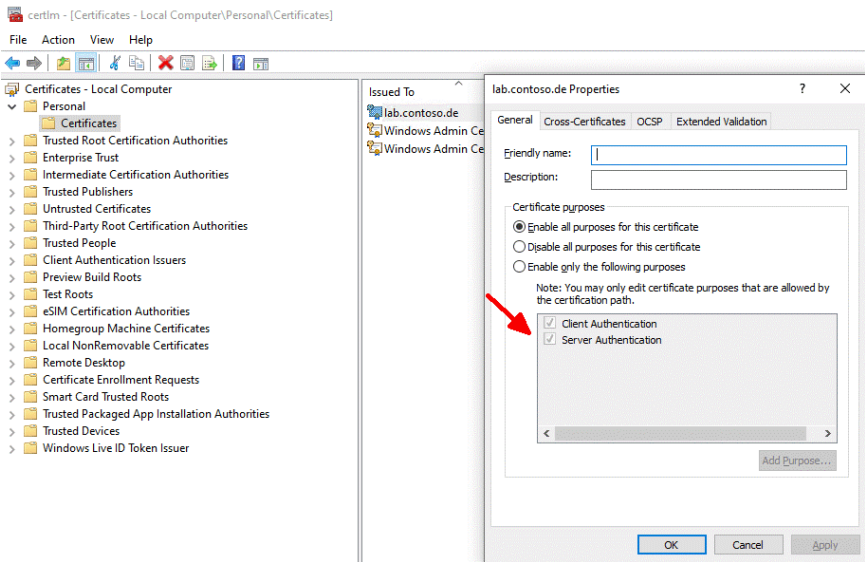 certlm - [Certificates - Local Computer\Personal\Certificates]
File Action View Help
Certificates - Local Computer
Personal
Certificates
Trusted Root Certification Authorities
Enterprise Trust
Intermediate Certification Authorities
Trusted Publishers
Untrusted Certificates
Third-Party Root Certification Authorities
Trusted People
Client Authentication Issuers
Preview Build Roots
Test Roots
eSIM Certification Authorities
Homegroup Machine Certificates
Local NonRemovable Certificates
Remote Desktop
Certificate Enrollment Requests
Smart Card Trusted Roots
Trusted Packaged App Installation Authorities
Trusted Devices
Windows Live ID Token Issuer
Issued To
lab.contoso.de
Windows Admin Ce
Windows Admin Ce
lab.contoso.de Properties
General Cross-Certificates OCSP Extended Validation
Friendly name:
Description:
Certificate purposes
Enable all purposes for this certificate
Disable all purposes for this certificate
Enable only the following purposes
Note: You may only edit certificate purposes that are allowed by
the certification path.
Client Authentication
Server Authentication
Add Purpose...
OK Cancel Apply